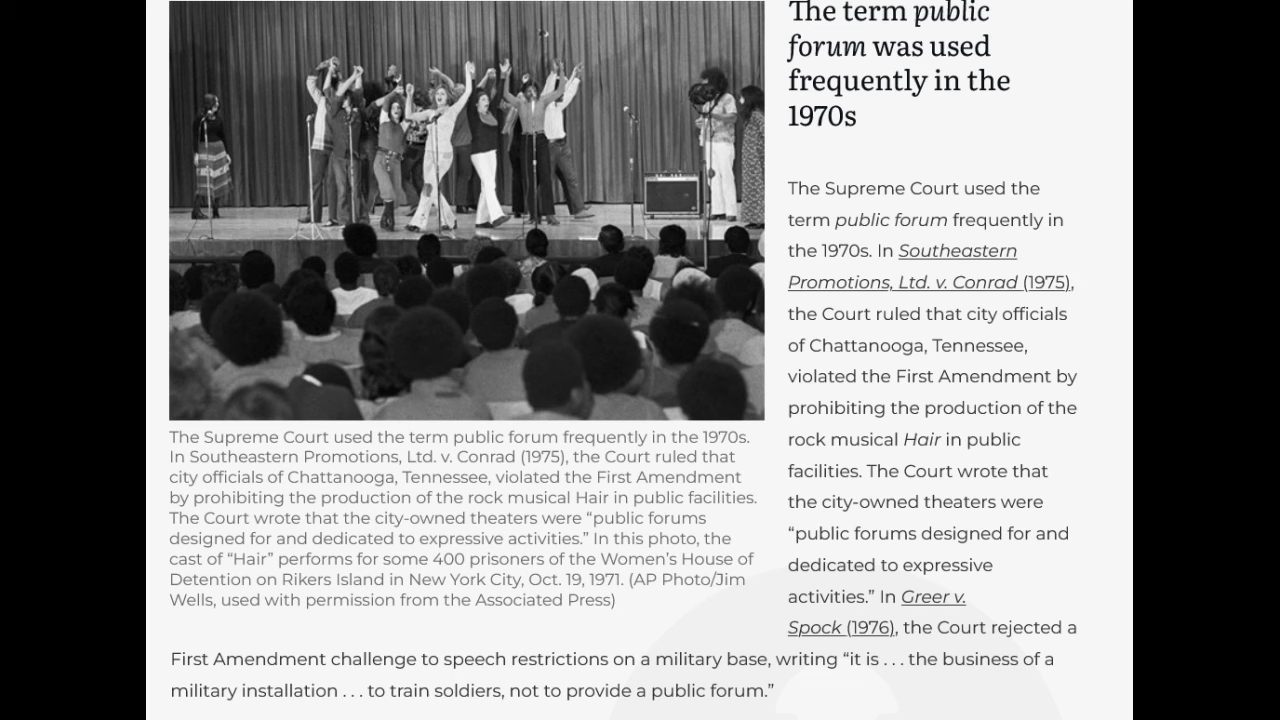 The term public
forum was used
frequently in the
1970s
The Supreme Court used the
term public forum frequently in
the 1970s. In Southeastern
Promotions, Ltd. v. Conrad (1975),
the Court ruled that city officials
of Chattanooga, Tennessee,
violated the First Amendment by
prohibiting the production of the
rock musical Hair in public
facilities. The Court wrote that
the city-owned theaters were
“public forums designed for and
dedicated to expressive
activities.” In Greer v.
Spock (1976), the Court rejected a
First Amendment challenge to speech restrictions on a military base, writing “it is . . . the business of a
military installation . . . to train soldiers, not to provide a public forum.”
The Supreme Court used the term public forum frequently in the 1970s.
In Southeastern Promotions, Ltd. v. Conrad (1975), the Court ruled that
city officials of Chattanooga, Tennessee, violated the First Amendment
by prohibiting the production of the rock musical Hair in public facilities.
The Court wrote that the city-owned theaters were “public forums
designed for and dedicated to expressive activities.” In this photo, the
cast of “Hair” performs for some 400 prisoners of the Women’s House of
Detention on Rikers Island in New York City, Oct. 19, 1971. (AP Photo/Jim
Wells, used with permission from the Associated Press)